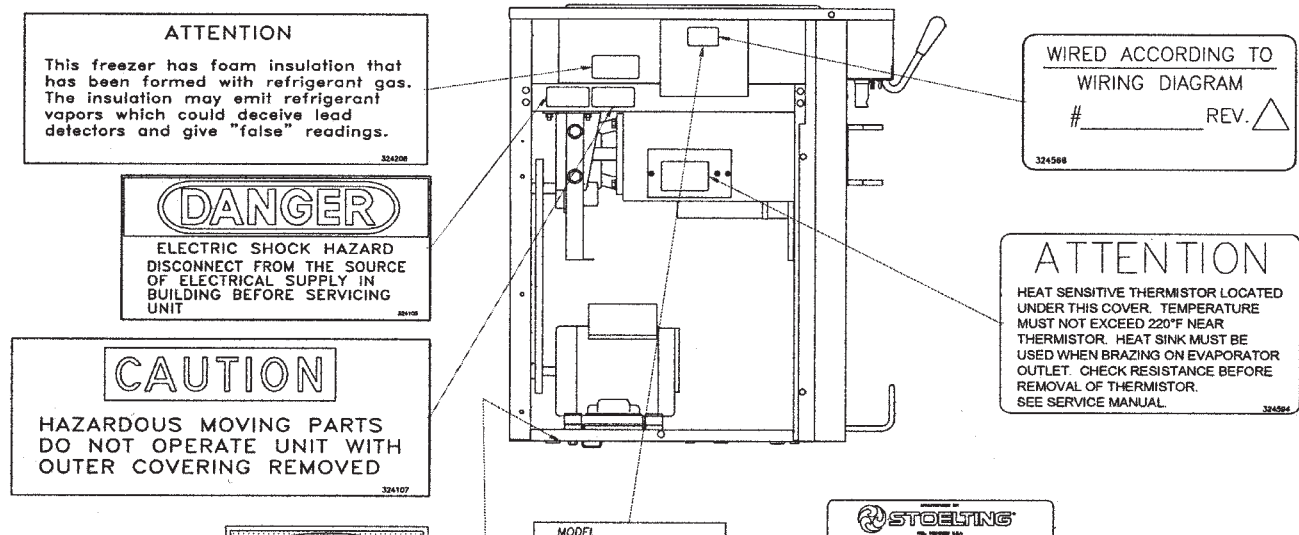 ATTENTION
This freezer has foam insulation that
has been formed with refrigerant gas.
The insulation may emit refrigerant
vapors which could deceive lead
detectors and give "false" readings.
324208
DANGER
ELECTRIC SHOCK HAZARD
DISCONNECT FROM THE SOURCE
OF ELECTRICAL SUPPLY IN
BUILDING BEFORE SERVICING
UNIT
324105
CAUTION
HAZARDOUS MOVING PARTS
DO NOT OPERATE UNIT WITH
OUTER COVERING REMOVED
324107
WIRED ACCORDING TO
WIRING DIAGRAM
#__________ REV.
324566
ATTENTION
HEAT SENSITIVE THERMISTOR LOCATED
UNDER THIS COVER. TEMPERATURE
MUST NOT EXCEED 220°F NEAR
THERMISTOR. HEAT SINK MUST BE
USED WHEN BRAZING ON EVAPORATOR
OUTLET. CHECK RESISTANCE BEFORE
REMOVAL OF THERMISTOR.
SEE SERVICE MANUAL.
324594
MODEL
STOELTING